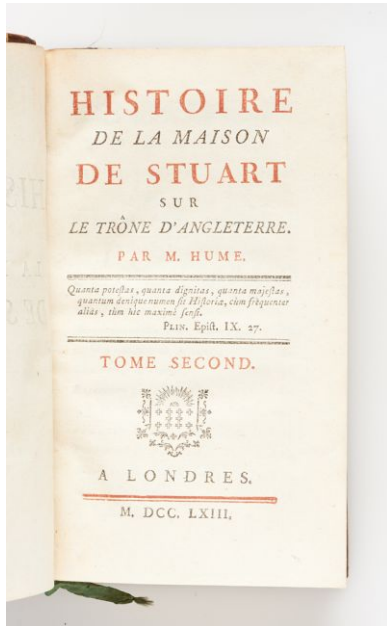 HISTOIRE
DE LA MAISON
DE STUART
SUR
LE TRÔNE D'ANGLETERRE.
PAR M. HUME.
Quanta potestas, quanta dignitas, quanta majestas,
quantum denique numen sit Historiæ, cùm frequenter
aliàs, tùm hic maximè sensi.
PLIN. Epist. IX. 27.
TOME SECOND.
A LONDRES.
M. DCC. LXIII.